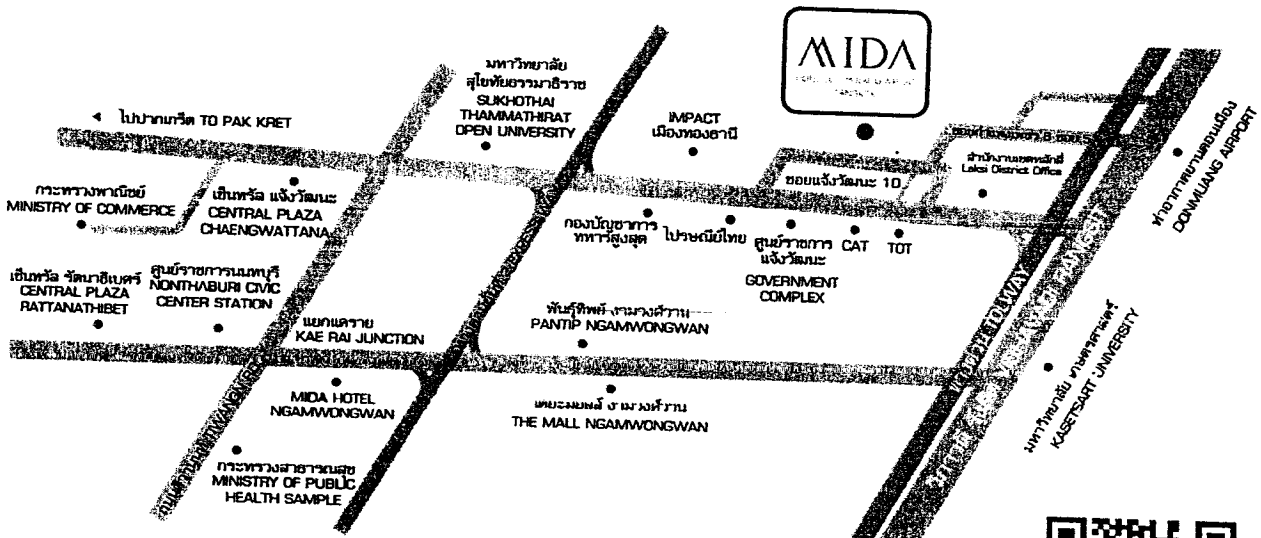 MIDA
มหาวิทยาลัย
สุโขทัยธรรมาธิราช
SUKHOTHAI
THAMMATHIRAT
OPEN UNIVERSITY
IMPACT
เมืองทองธานี
ไปปากเกร็ด TO PAK KRET
สำนักงานเขตหลักสี่
Laksi District Office
ท่าอากาศยานดอนเมือง
DONMUANG AIRPORT
กระทรวงพาณิชย์
MINISTRY OF COMMERCE
เซ็นทรัล แจ้งวัฒนะ
CENTRAL PLAZA
CHAENGWATTANA
ซอยแจ้งวัฒนะ 10
กองบัญชาการ
ทหารสูงสุด
ไปรษณีย์ไทย
ศูนย์ราชการ
แจ้งวัฒนะ
GOVERNMENT
COMPLEX
CAT
TOT
เซ็นทรัล รัตนาธิเบศร์
CENTRAL PLAZA
RATTANATHIBET
ศูนย์ราชการนนทบุรี
NONTHABURI CIVIC
CENTER STATION
แยกแคราย
KAE RAI JUNCTION
พันธุ์ทิพย์ งามวงศ์วาน
PANTIP NGAMWONGWAN
TOLLWAY
มหาวิทยาลัยเกษตรศาสตร์
KASETSART UNIVERSITY
MIDA HOTEL
NGAMWONGWAN
เดอะมอลล์ งามวงศ์วาน
THE MALL NGAMWONGWAN
กระทรวงสาธารณสุข
MINISTRY OF PUBLIC
HEALTH SAMPLE